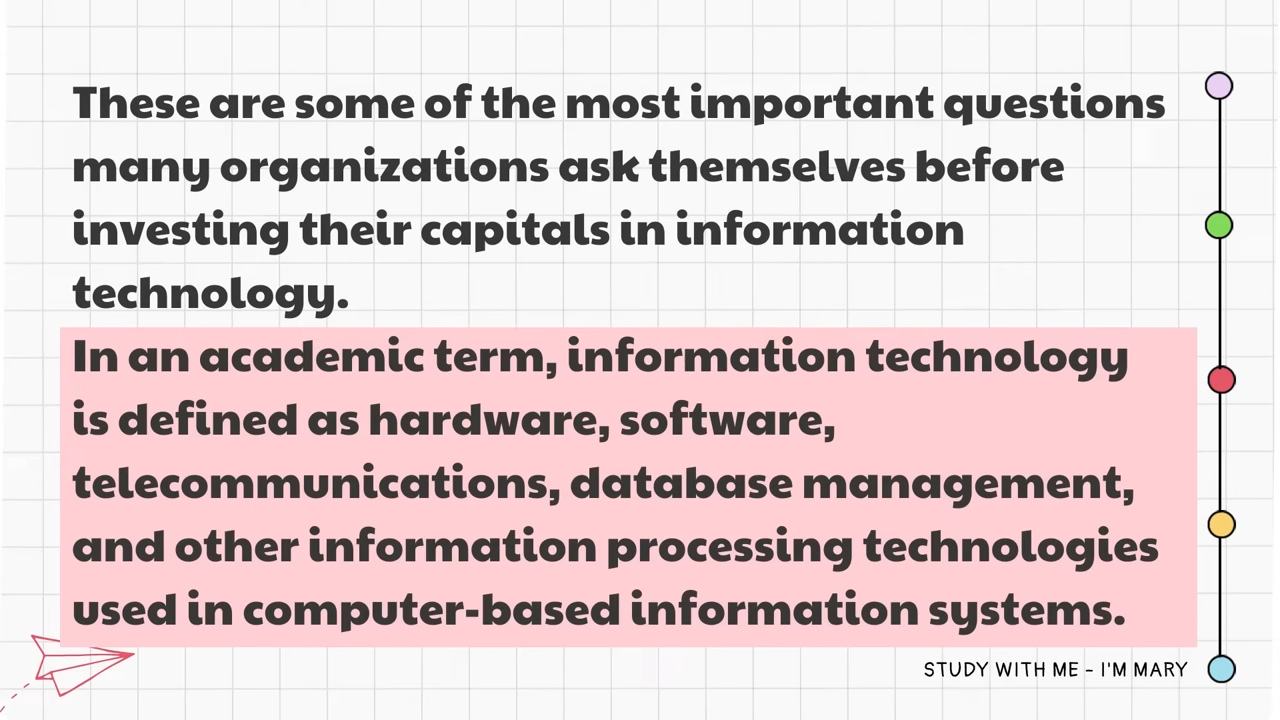 These are some of the most important questions
many organizations ask themselves before
investing their capitals in information
technology.
In an academic term, information technology
is defined as hardware, software,
telecommunications, database management,
and other information processing technologies
used in computer-based information systems.
STUDY WITH ME - I'M MARY